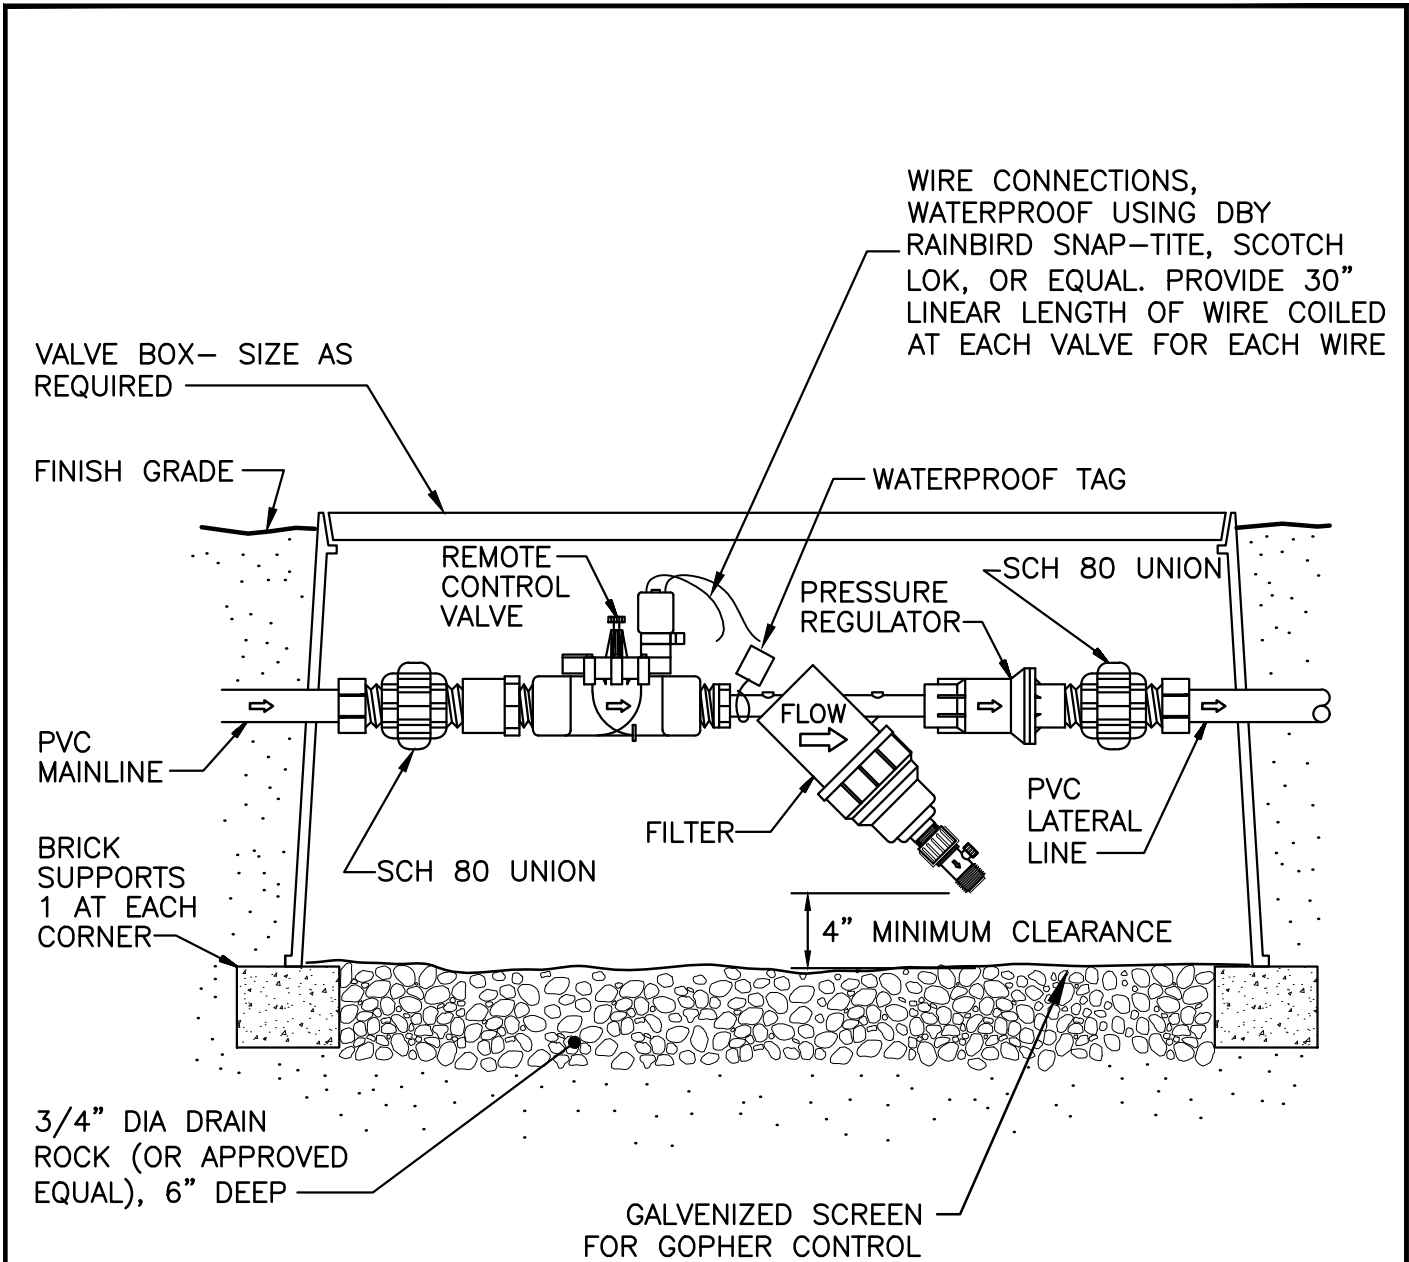 WIRE CONNECTIONS,
WATERPROOF USING DBY
RAINBIRD SNAP-TITE, SCOTCH
LOK, OR EQUAL. PROVIDE 30”
LINEAR LENGTH OF WIRE COILED
AT EACH VALVE FOR EACH WIRE
VALVE BOX- SIZE AS
REQUIRED
FINISH GRADE
WATERPROOF TAG
REMOTE
CONTROL
VALVE
SCH 80 UNION
PRESSURE
REGULATOR
FLOW
PVC
MAINLINE
PVC
LATERAL
LINE
FILTER
SCH 80 UNION
BRICK
SUPPORTS
1 AT EACH
CORNER
4” MINIMUM CLEARANCE
3/4” DIA DRAIN
ROCK (OR APPROVED
EQUAL), 6” DEEP
GALVENIZED SCREEN
FOR GOPHER CONTROL